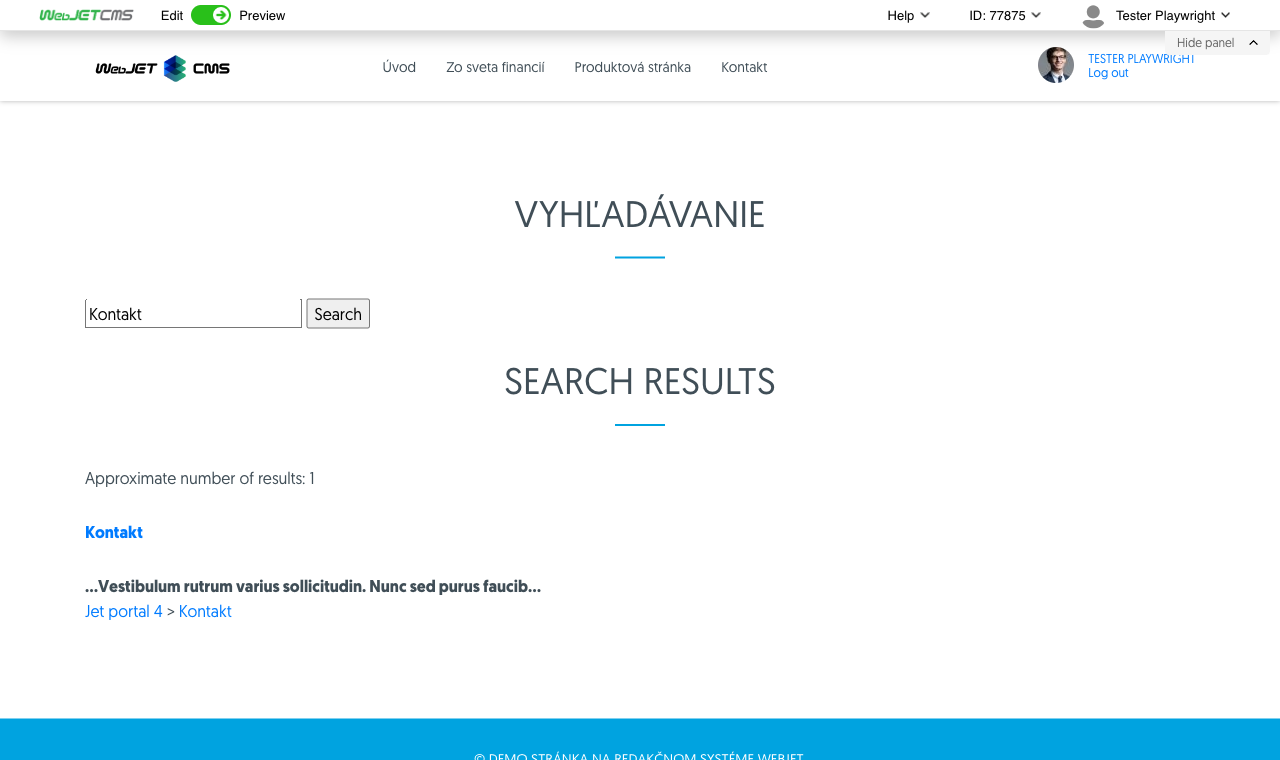 WebJETCMS Edit Preview Help ID: 77875 Tester Playwright
Hide panel
WebJET CMS Úvod Zo sveta financií Produktová stránka Kontakt TESTER PLAYWRIGHT
Log out
VYHĽADÁVANIE
Kontakt Search
SEARCH RESULTS
Approximate number of results: 1
Kontakt
...Vestibulum rutrum varius sollicitudin. Nunc sed purus faucib...
Jet portal 4 > Kontakt
© DEMO STRÁNKA NA REDAKČNOM SYSTÉME WEBJET